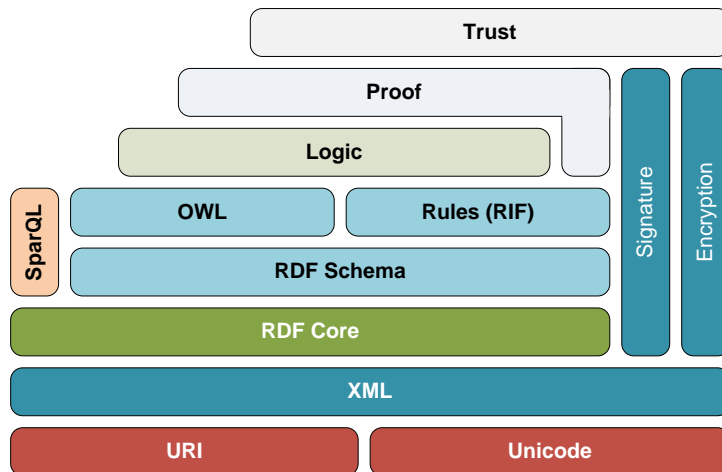 Trust
Proof
Logic
Signature
Encryption
SparQL
OWL
Rules (RIF)
RDF Schema
RDF Core
XML
URI
Unicode